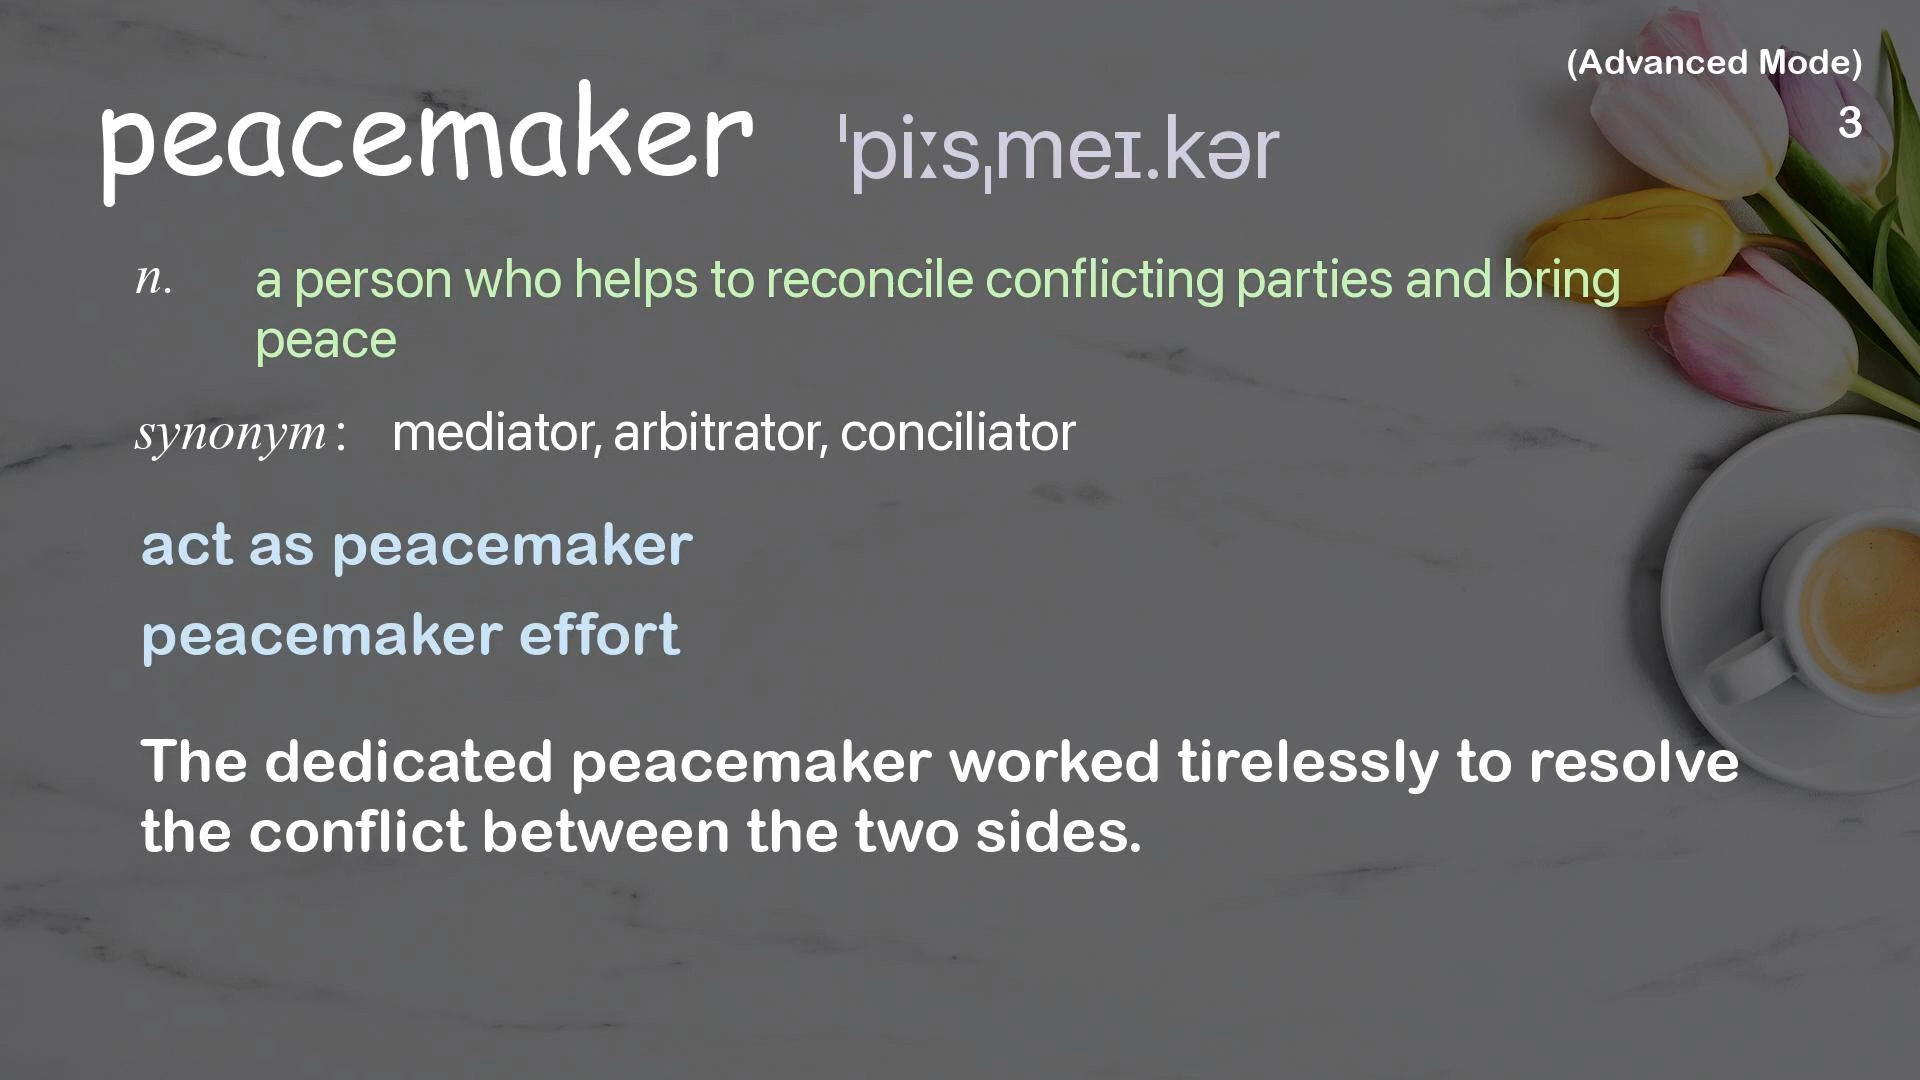 (Advanced Mode)
peacemaker ˈpiːsˌmeɪ.kər
3
n. a person who helps to reconcile conflicting parties and bring
peace
synonym: mediator, arbitrator, conciliator
act as peacemaker
peacemaker effort
The dedicated peacemaker worked tirelessly to resolve
the conflict between the two sides.